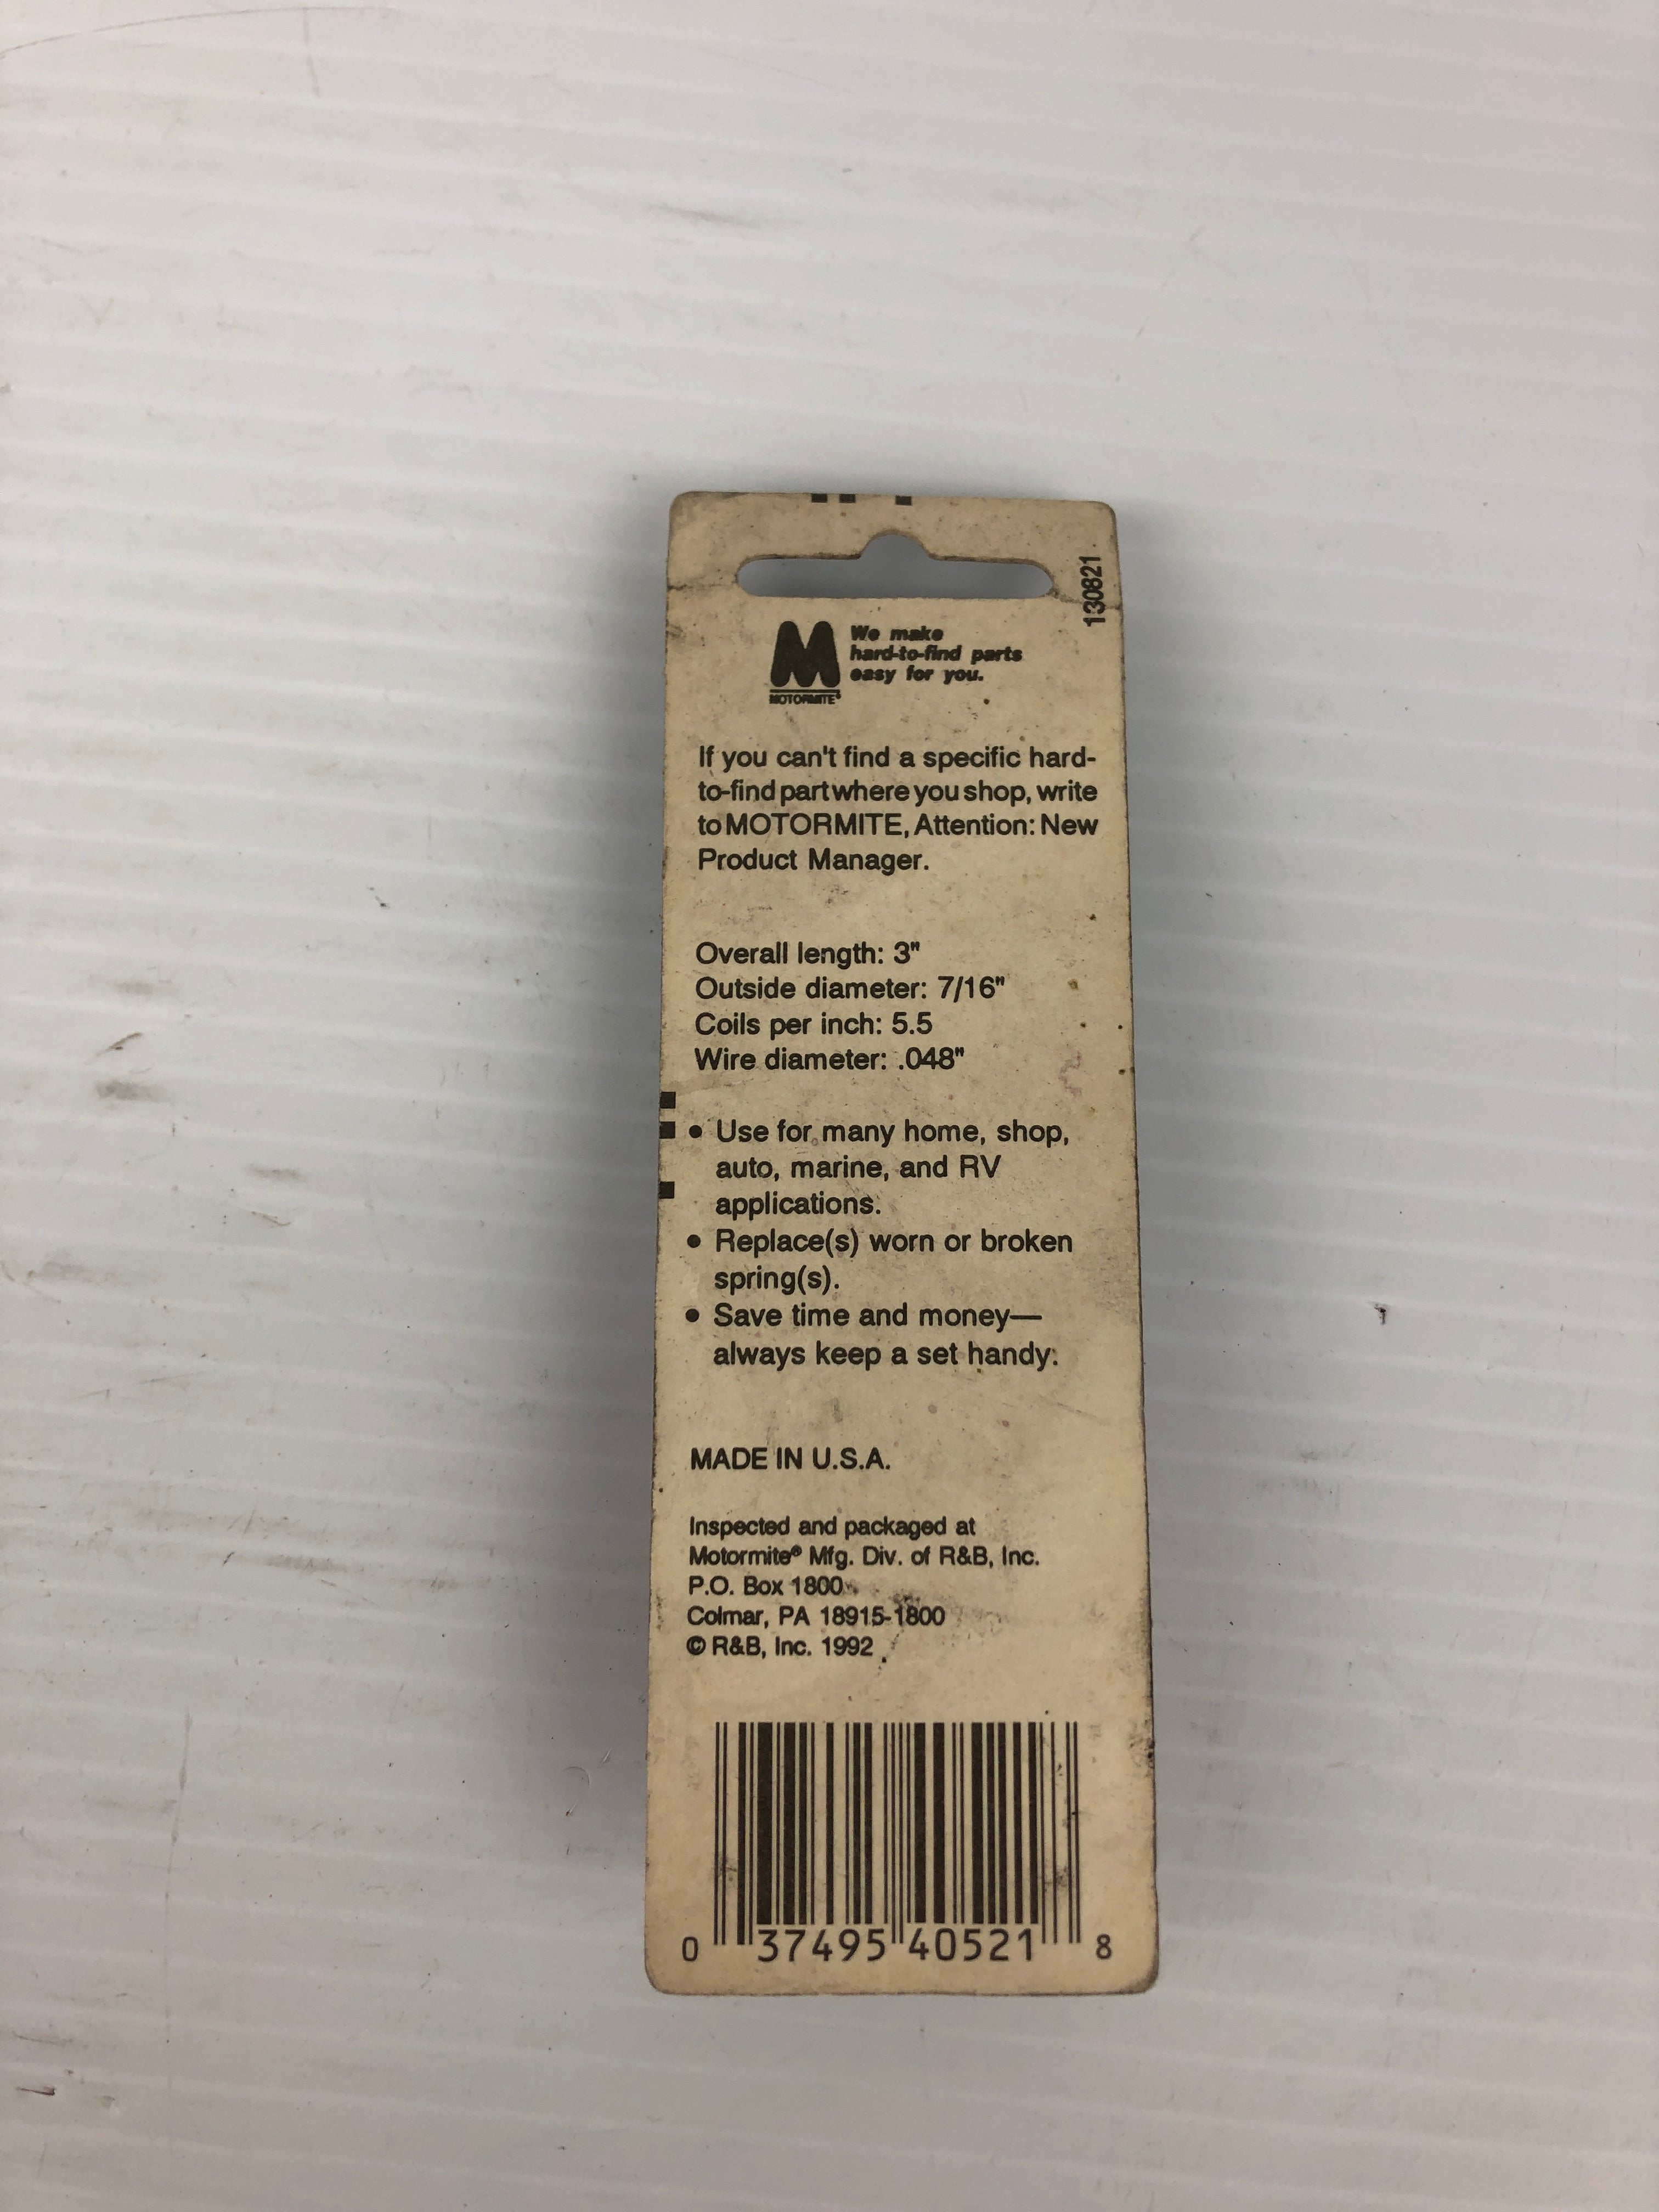 130821
We make
hard-to-find parts
easy for you.
MOTORMITE®
If you can't find a specific hard-
to-find part where you shop, write
to MOTORMITE, Attention: New
Product Manager.
Overall length: 3"
Outside diameter: 7/16"
Coils per inch: 5.5
Wire diameter: .048"
• Use for many home, shop,
auto, marine, and RV
applications.
• Replace(s) worn or broken
spring(s).
• Save time and money—
always keep a set handy.
MADE IN U.S.A.
Inspected and packaged at
Motormite® Mfg. Div. of R&B, Inc.
P.O. Box 1800
Colmar, PA 18915-1800
© R&B, Inc. 1992
0 37495 40521 8